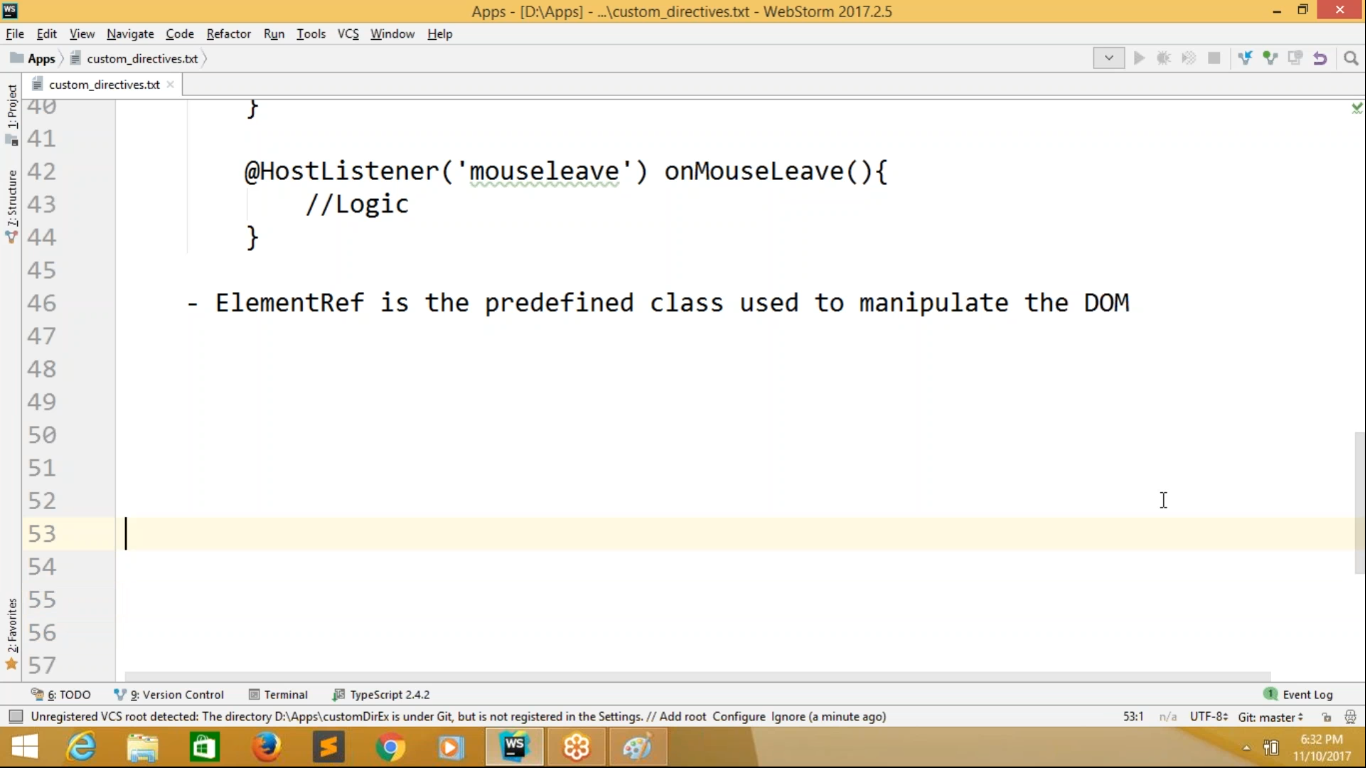 WS
Apps - [D:\Apps] - ...\custom_directives.txt - WebStorm 2017.2.5
File Edit View Navigate Code Refactor Run Tools VCS Window Help
Apps custom_directives.txt
custom_directives.txt
1: Project
7: Structure
2: Favorites
40 }
41
42 @HostListener('mouseleave') onMouseLeave(){
43 //Logic
44 }
45
46 - ElementRef is the predefined class used to manipulate the DOM
47
48
49
50
51
52
53
54
55
56
57
6: TODO 9: Version Control Terminal TypeScript 2.4.2 1 Event Log
Unregistered VCS root detected: The directory D:\Apps\customDirEx is under Git, but is not registered in the Settings. // Add root Configure Ignore (a minute ago) 53:1 n/a UTF-8 Git: master
WS 6:32 PM
11/10/2017